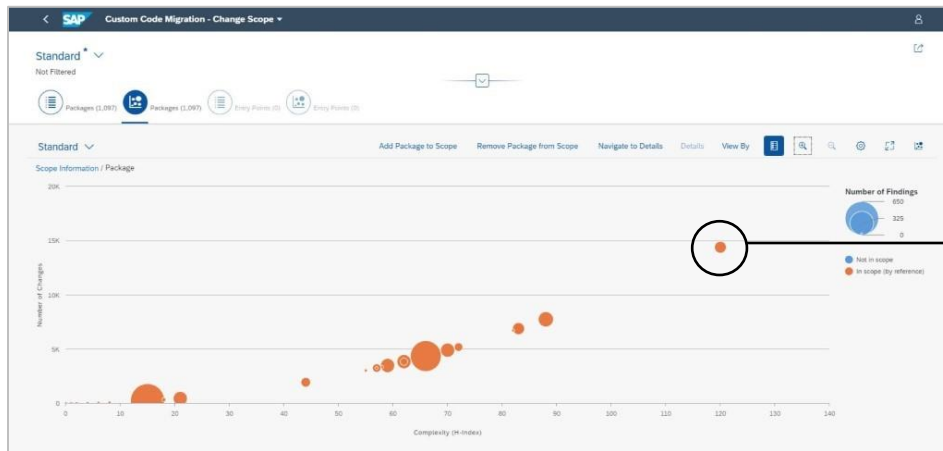 SAP Custom Code Migration - Change Scope
Standard *
Not Filtered
Packages (1,097) Packages (1,097) Entry Points (0) Entry Points (0)
Standard Add Package to Scope Remove Package from Scope Navigate to Details Details View By
Scope Information / Package
Number of Findings
650
325
0
Not in scope
In scope (by reference)
Number of Changes
20K
15K
10K
5K
0
0 10 20 30 40 50 60 70 80 90 100 110 120 130 140
Complexity (H-Index)